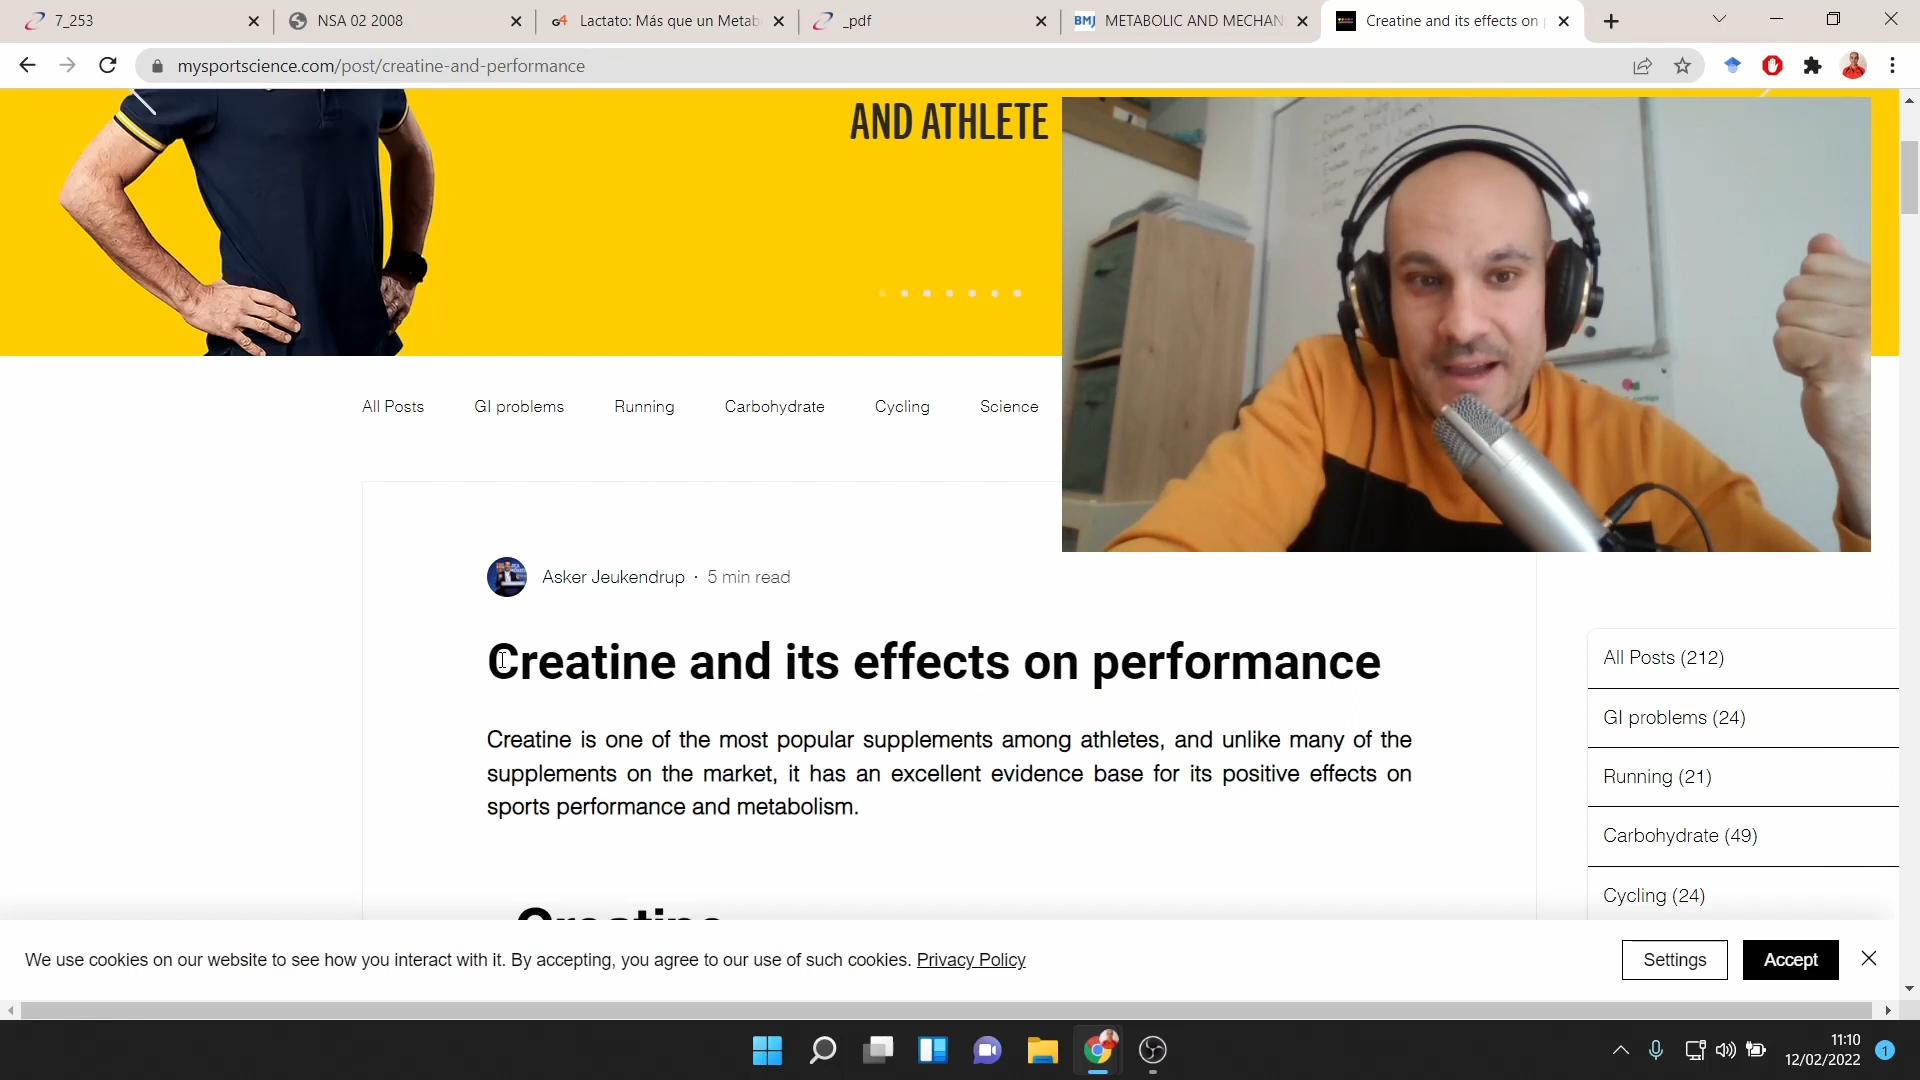 7_253
NSA 02 2008
G4 Lactato: Más que un Metab
_pdf
BMJ METABOLIC AND MECHAN
Creatine and its effects on
mysportscience.com/post/creatine-and-performance
AND ATHLETE
All Posts GI problems Running Carbohydrate Cycling Science
Asker Jeukendrup · 5 min read
Creatine and its effects on performance
Creatine is one of the most popular supplements among athletes, and unlike many of the
supplements on the market, it has an excellent evidence base for its positive effects on
sports performance and metabolism.
Creatine
All Posts (212)
GI problems (24)
Running (21)
Carbohydrate (49)
Cycling (24)
We use cookies on our website to see how you interact with it. By accepting, you agree to our use of such cookies. Privacy Policy
Settings
Accept
11:10
12/02/2022
1